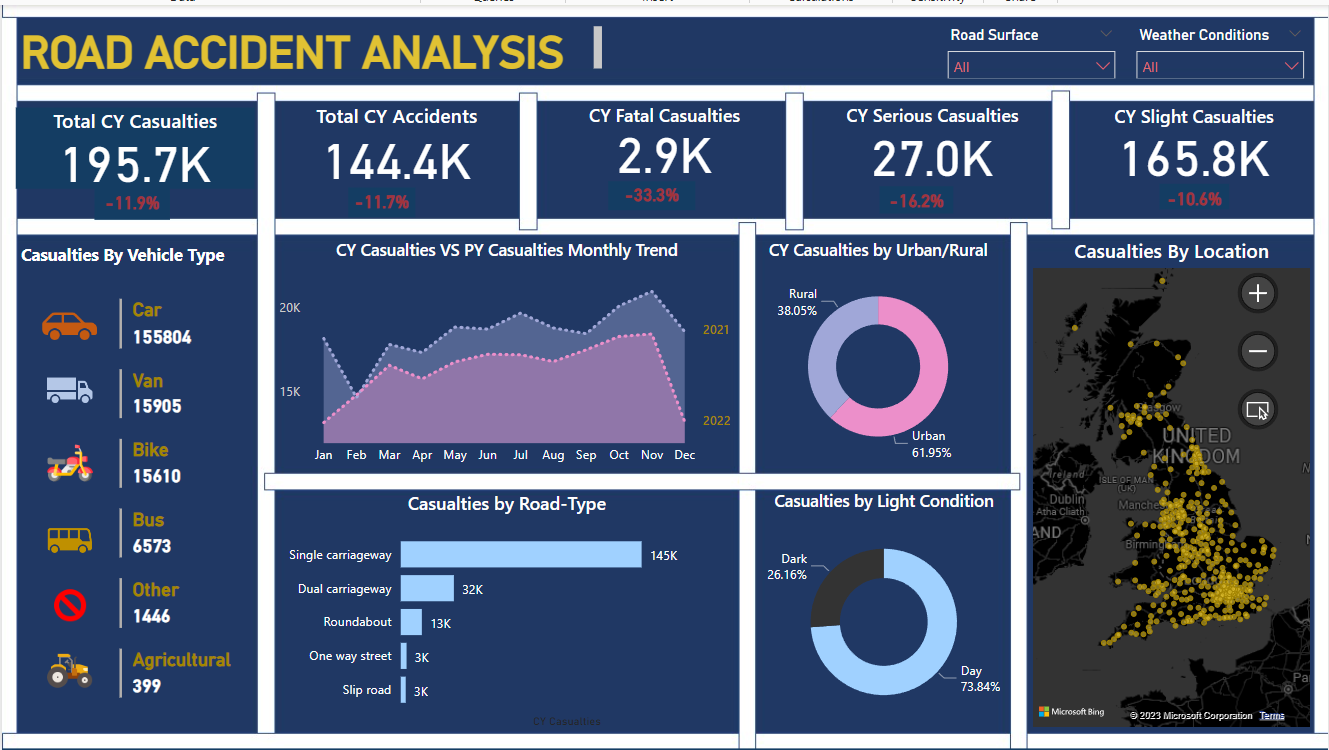 ROAD ACCIDENT ANALYSIS
Road Surface
All
Weather Conditions
All
Total CY Casualties
195.7K
-11.9%
Total CY Accidents
144.4K
-11.7%
CY Fatal Casualties
2.9K
-33.3%
CY Serious Casualties
27.0K
-16.2%
CY Slight Casualties
165.8K
-10.6%
Casualties By Vehicle Type
Car
155804
Van
15905
Bike
15610
Bus
6573
Other
1446
Agricultural
399
CY Casualties VS PY Casualties Monthly Trend
20K
15K
2021
2022
Jan Feb Mar Apr May Jun Jul Aug Sep Oct Nov Dec
CY Casualties by Urban/Rural
Rural
38.05%
Urban
61.95%
Casualties by Road-Type
Single carriageway 145K
Dual carriageway 32K
Roundabout 13K
One way street 3K
Slip road 3K
CY Casualties
Casualties by Light Condition
Dark
26.16%
Day
73.84%
Casualties By Location
UNITED
KINGDOM
Ireland
ISLE OF MAN
(UK)
Dublin
Atha Cliath
Microsoft Bing
© 2023 Microsoft Corporation Terms